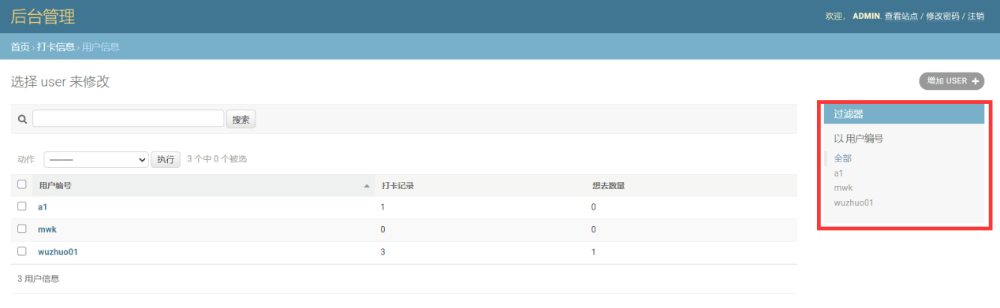 后台管理
欢迎， ADMIN. 查看站点 / 修改密码 / 注销
首页 › 打卡信息 › 用户信息
选择 user 来修改
增加 USER +
搜索
过滤器
以 用户编号
全部
a1
mwk
wuzhuo01
动作 --------- 执行 3 个中 0 个被选
用户编号 打卡记录 想去数量
a1 1 0
mwk 0 0
wuzhuo01 3 1
3 用户信息